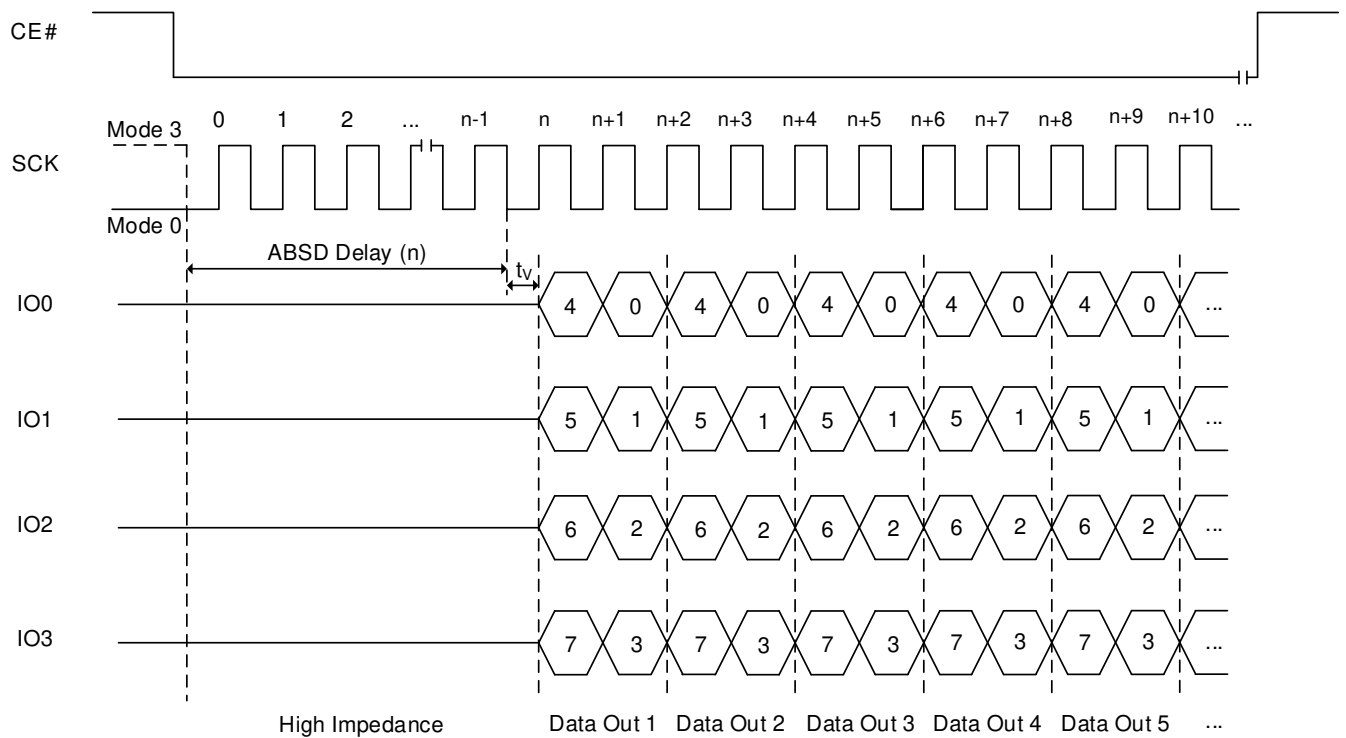 CE#
0 1 2 ... n-1 n n+1 n+2 n+3 n+4 n+5 n+6 n+7 n+8 n+9 n+10 ...
Mode 3
SCK
Mode 0
ABSD Delay (n)
tV
IO0 4 0 4 0 4 0 4 0 4 0 ...
IO1 5 1 5 1 5 1 5 1 5 1 ...
IO2 6 2 6 2 6 2 6 2 6 2 ...
IO3 7 3 7 3 7 3 7 3 7 3 ...
High Impedance Data Out 1 Data Out 2 Data Out 3 Data Out 4 Data Out 5 ...